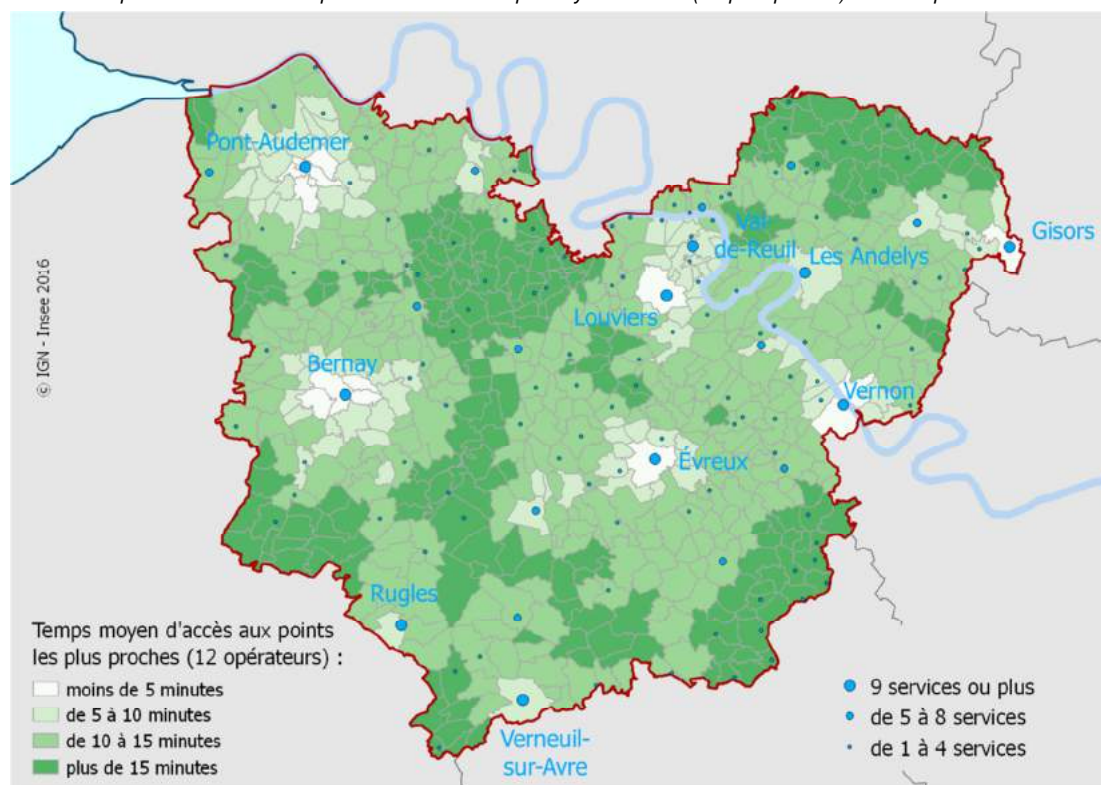 Pont-Audemer
Val-
de-Reuil
Gisors
Les Andelys
Louviers
Bernay
Vernon
Évreux
Rugles
Verneuil-
sur-Avre
© IGN - Insee 2016
Temps moyen d'accès aux points
les plus proches (12 opérateurs) :
moins de 5 minutes
de 5 à 10 minutes
de 10 à 15 minutes
plus de 15 minutes
9 services ou plus
de 5 à 8 services
de 1 à 4 services